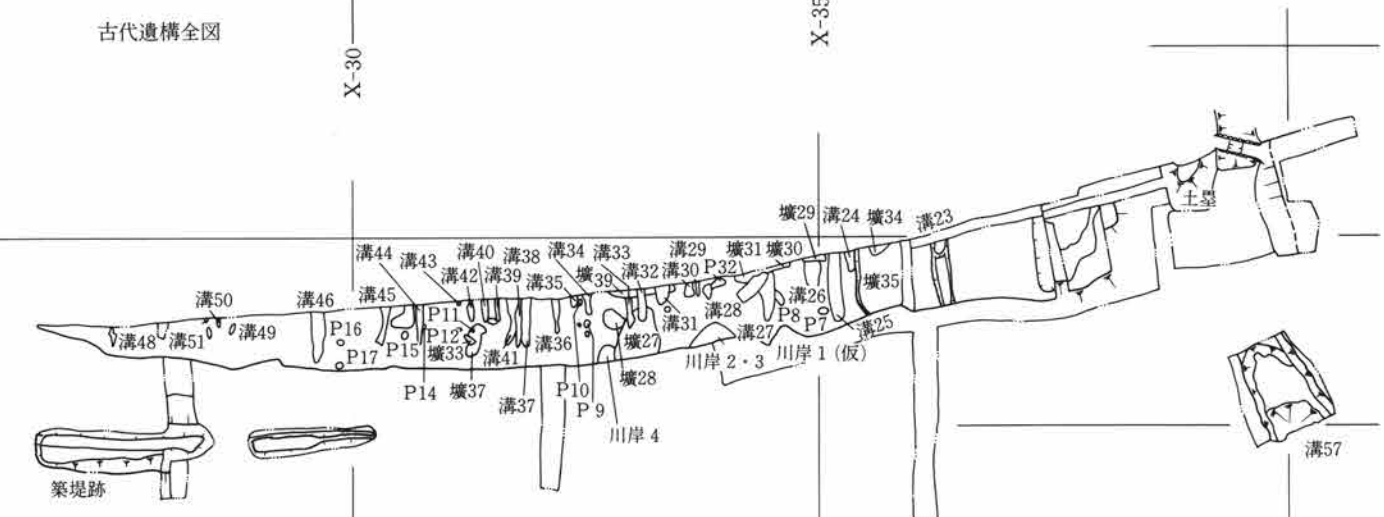 古代遺構全図
X-30
X-35
土塁
壙29
溝24
壙34
溝23
溝44
溝43
溝40
溝38
溝34
溝33
溝29
壙31
壙30
溝42
溝39
溝35
壙39
溝32
溝30
P32
溝50
溝46
溝45
P11
溝28
溝26
壙35
溝48
溝51
溝49
P16
P15
P12
溝31
P8
P7
溝25
壙33
溝41
溝36
壙27
溝27
P17
P14
壙37
溝37
P10
壙28
川岸2・3
川岸1(仮)
P9
川岸4
溝57
築堤跡